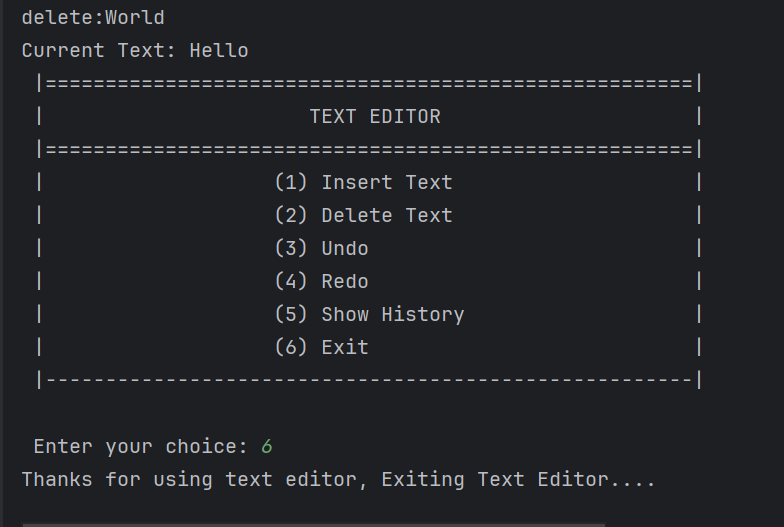 delete:World
Current Text: Hello
|======================================================|
|                      TEXT EDITOR                     |
|======================================================|
|                   (1) Insert Text                    |
|                   (2) Delete Text                    |
|                   (3) Undo                           |
|                   (4) Redo                           |
|                   (5) Show History                   |
|                   (6) Exit                           |
|------------------------------------------------------|
Enter your choice: 6
Thanks for using text editor, Exiting Text Editor....